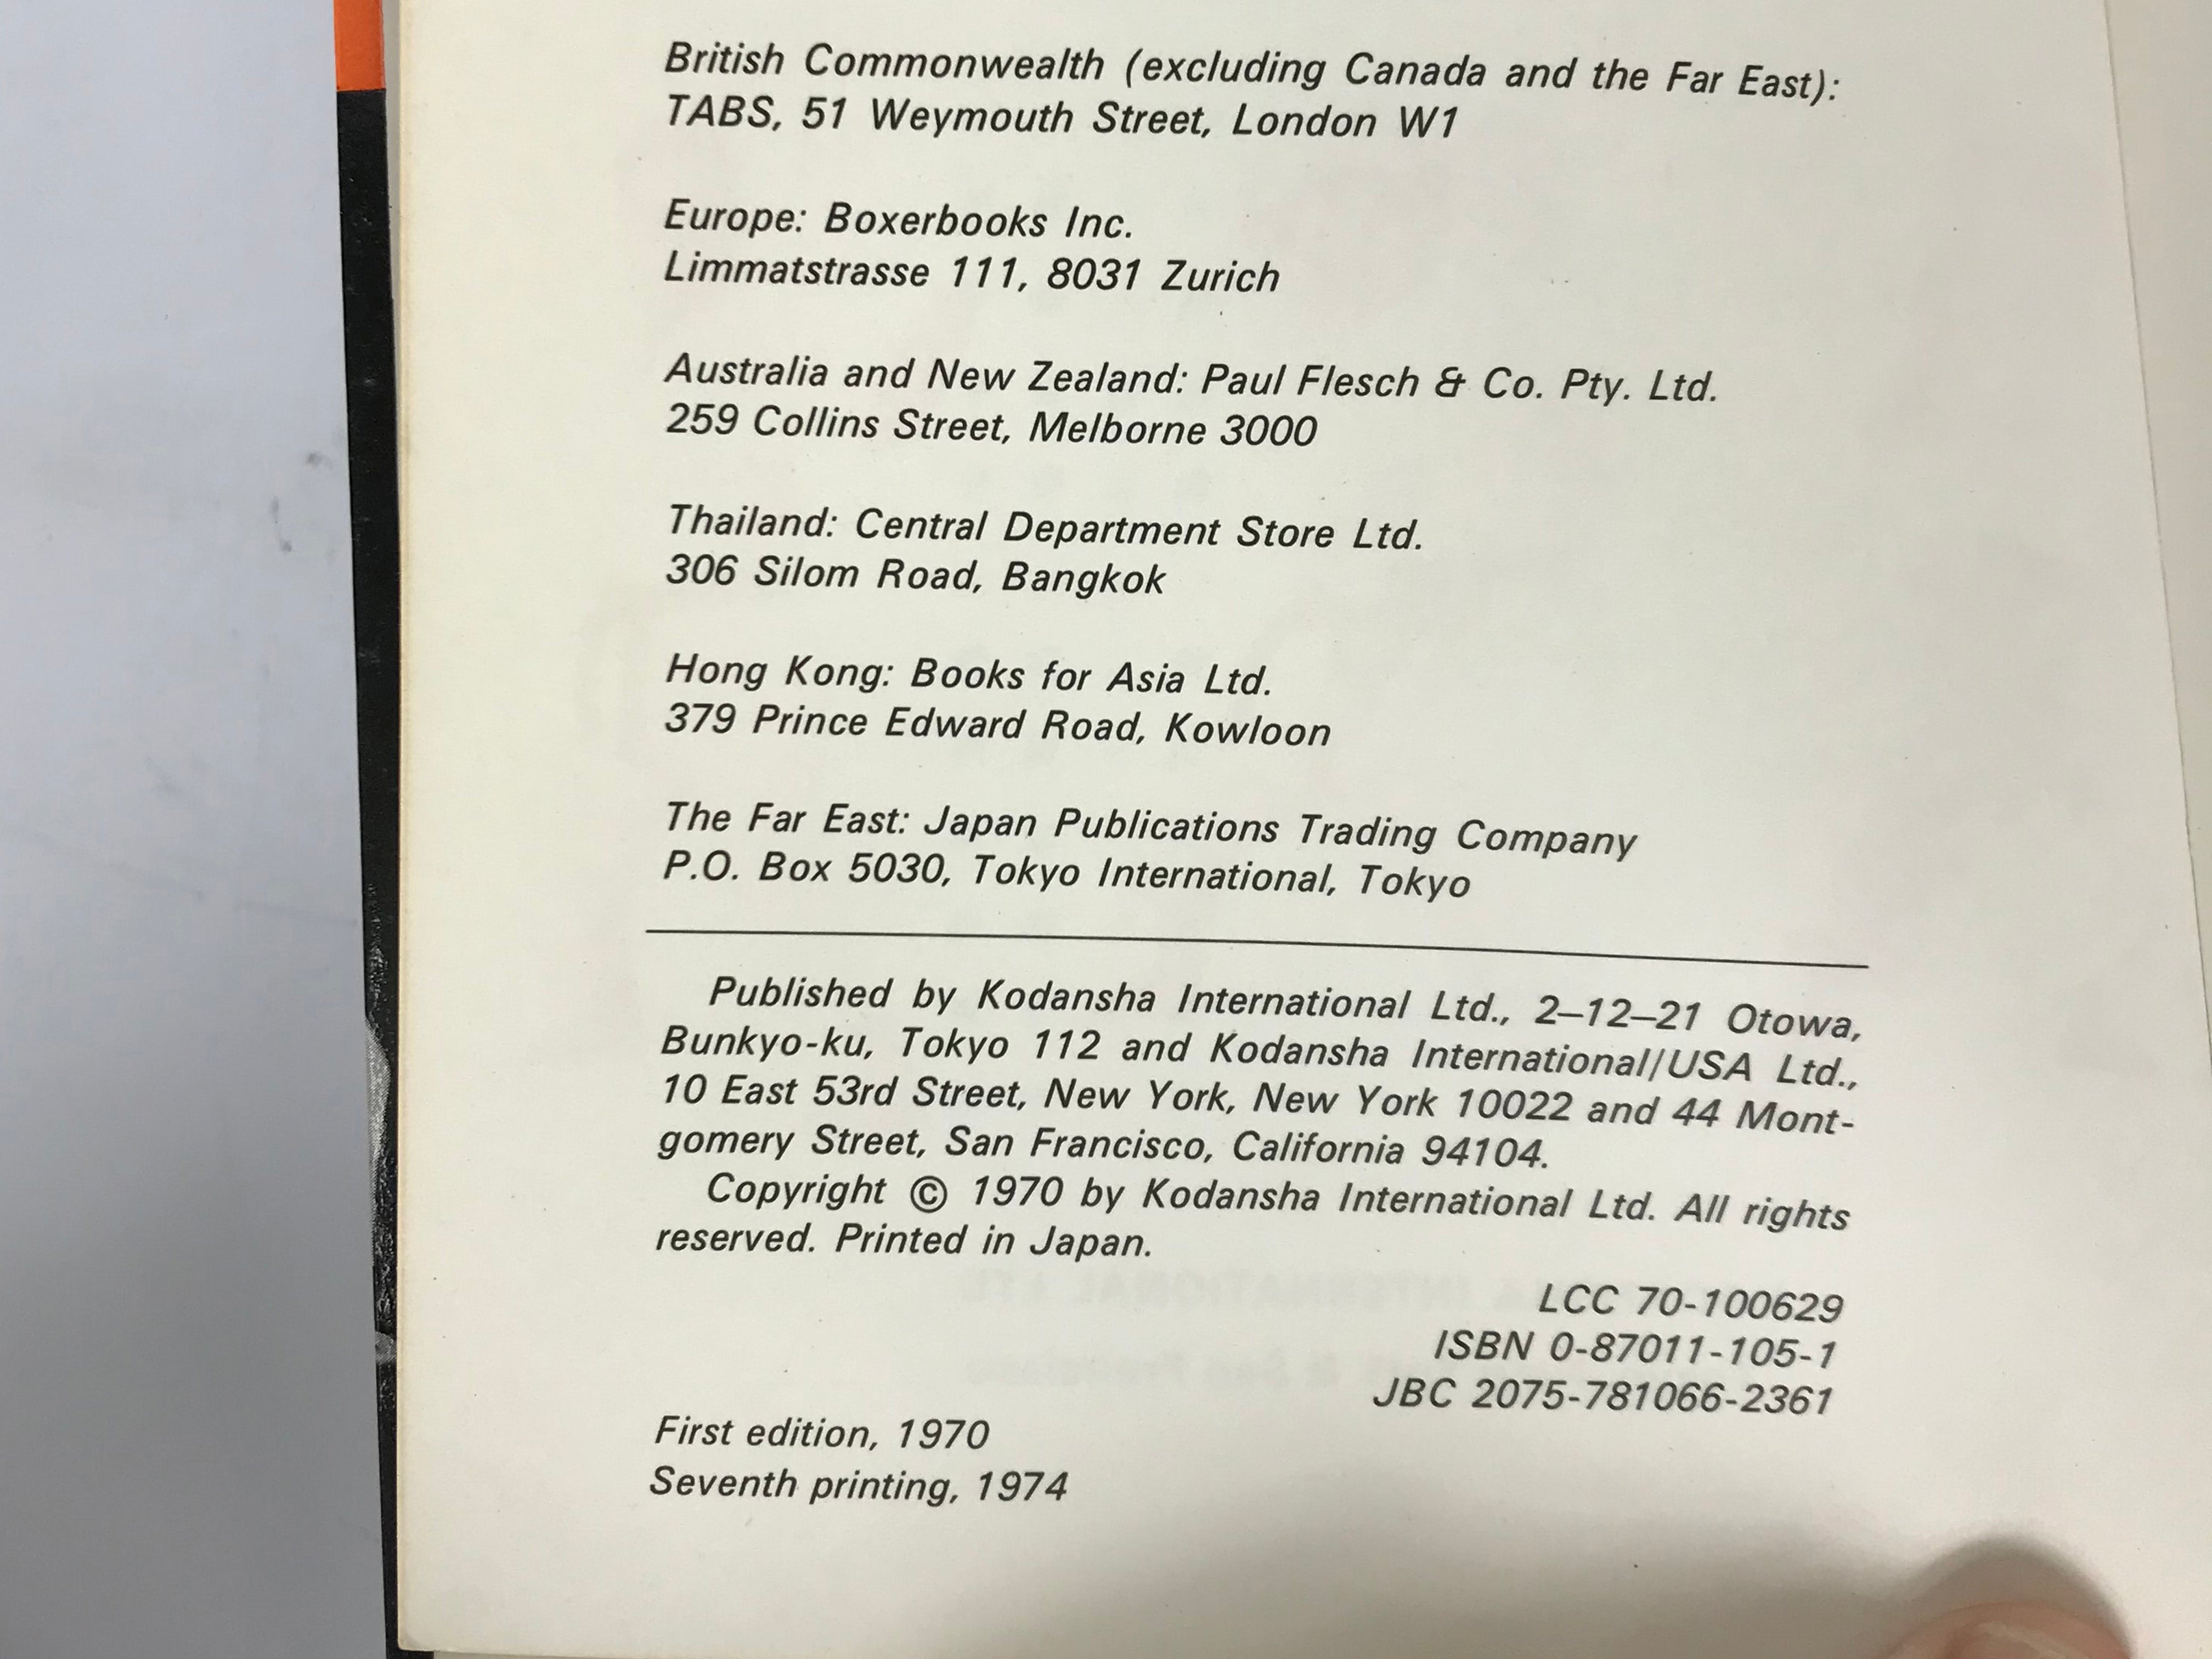 British Commonwealth (excluding Canada and the Far East):
TABS, 51 Weymouth Street, London W1
Europe: Boxerbooks Inc.
Limmatstrasse 111, 8031 Zurich
Australia and New Zealand: Paul Flesch & Co. Pty. Ltd.
259 Collins Street, Melborne 3000
Thailand: Central Department Store Ltd.
306 Silom Road, Bangkok
Hong Kong: Books for Asia Ltd.
379 Prince Edward Road, Kowloon
The Far East: Japan Publications Trading Company
P.O. Box 5030, Tokyo International, Tokyo
Published by Kodansha International Ltd., 2–12–21 Otowa,
Bunkyo-ku, Tokyo 112 and Kodansha International/USA Ltd.,
10 East 53rd Street, New York, New York 10022 and 44 Mont-
gomery Street, San Francisco, California 94104.
Copyright © 1970 by Kodansha International Ltd. All rights
reserved. Printed in Japan.
LCC 70-100629
ISBN 0-87011-105-1
JBC 2075-781066-2361
First edition, 1970
Seventh printing, 1974